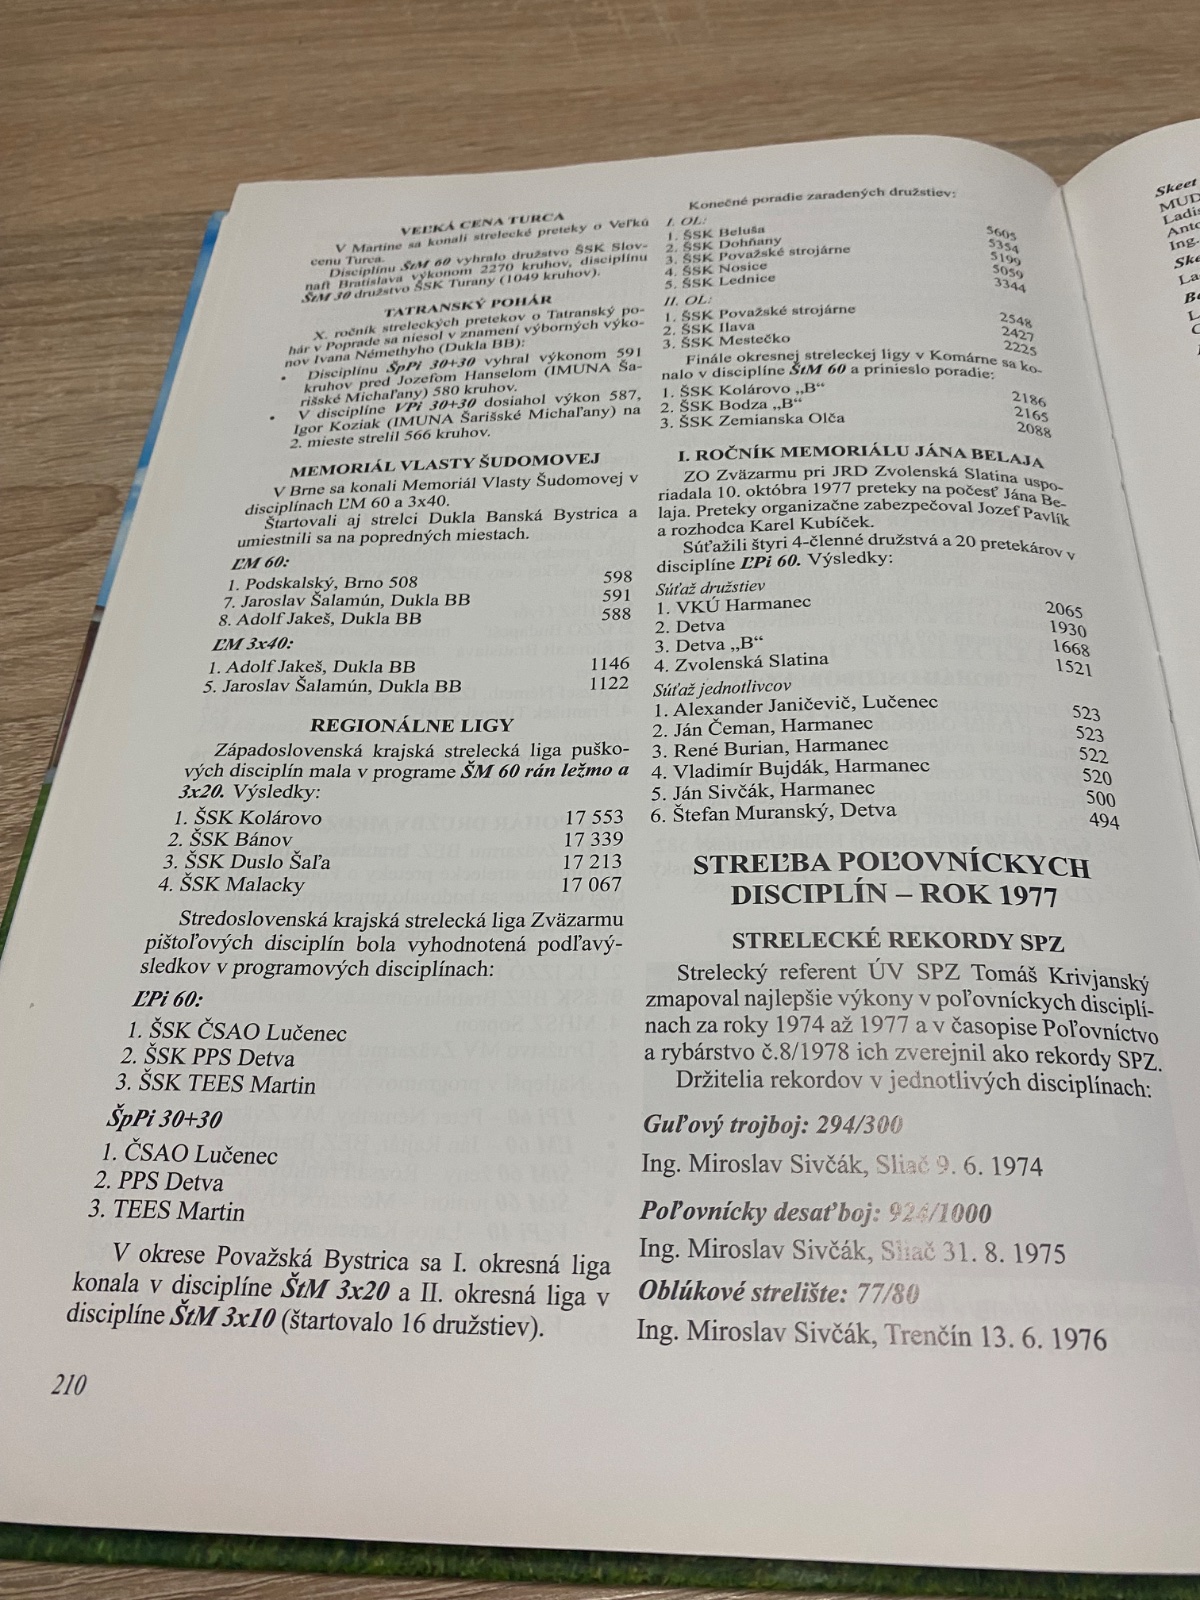 VEĽKÁ CENA TURCA
V Martine sa konali strelecké preteky o Veľkú
cenu Turca.
Disciplínu ŠtM 60 vyhralo družstvo ŠSK Slov-
naft Bratislava výkonom 2270 kruhov, disciplínu
ŠtM 30 družstvo ŠSK Turany (1049 kruhov).
TATRANSKÝ POHÁR
X. ročník streleckých pretekov o Tatranský po-
hár v Poprade sa niesol v znamení výborných výko-
nov Ivana Némethyho (Dukla BB):
• Disciplínu ŠpPi 30+30 vyhral výkonom 591
kruhov pred Jozefom Hanselom (IMUNA Ša-
rišské Michaľany) 580 kruhov.
• V disciplíne VPi 30+30 dosiahol výkon 587,
Igor Koziak (IMUNA Šarišské Michaľany) na
2. mieste strelil 566 kruhov.
MEMORIÁL VLASTY ŠUDOMOVEJ
V Brne sa konali Memoriál Vlasty Šudomovej v
disciplínach ĽM 60 a 3x40.
Štartovali aj strelci Dukla Banská Bystrica a
umiestnili sa na popredných miestach.
ĽM 60:
1. Podskalský, Brno 508 598
7. Jaroslav Šalamún, Dukla BB 591
8. Adolf Jakeš, Dukla BB 588
ĽM 3x40:
1. Adolf Jakeš, Dukla BB 1146
5. Jaroslav Šalamún, Dukla BB 1122
REGIONÁLNE LIGY
Západoslovenská krajská strelecká liga puško-
vých disciplín mala v programe ŠM 60 rán ležmo a
3x20. Výsledky:
1. ŠSK Kolárovo 17 553
2. ŠSK Bánov 17 339
3. ŠSK Duslo Šaľa 17 213
4. ŠSK Malacky 17 067
Stredoslovenská krajská strelecká liga Zväzarmu
pištoľových disciplín bola vyhodnotená podľavý-
sledkov v programových disciplínach:
ĽPi 60:
1. ŠSK ČSAO Lučenec
2. ŠSK PPS Detva
3. ŠSK TEES Martin
ŠpPi 30+30
1. ČSAO Lučenec
2. PPS Detva
3. TEES Martin
V okrese Považská Bystrica sa I. okresná liga
konala v disciplíne ŠtM 3x20 a II. okresná liga v
disciplíne ŠtM 3x10 (štartovalo 16 družstiev).
210
Konečné poradie zaradených družstiev:
I. OL:
1. ŠSK Beluša 5605
2. ŠSK Dohňany 5354
3. ŠSK Považské strojárne 5199
4. ŠSK Nosice 5059
5. ŠSK Lednice 3344
II. OL:
1. ŠSK Považské strojárne 2548
2. ŠSK Ilava 2427
3. ŠSK Mestečko 2225
Finále okresnej streleckej ligy v Komárne sa ko-
nalo v disciplíne ŠtM 60 a prinieslo poradie:
1. ŠSK Kolárovo „B“ 2186
2. ŠSK Bodza „B“ 2165
3. ŠSK Zemianska Olča 2088
I. ROČNÍK MEMORIÁLU JÁNA BELAJA
ZO Zväzarmu pri JRD Zvolenská Slatina uspo-
riadala 10. októbra 1977 preteky na počesť Jána Be-
laja. Preteky organizačne zabezpečoval Jozef Pavlík
a rozhodca Karel Kubíček.
Súťažili štyri 4-členné družstvá a 20 pretekárov v
disciplíne ĽPi 60. Výsledky:
Súťaž družstiev
1. VKÚ Harmanec 2065
2. Detva 1930
3. Detva „B“ 1668
4. Zvolenská Slatina 1521
Súťaž jednotlivcov
1. Alexander Janičevič, Lučenec 523
2. Ján Čeman, Harmanec 523
3. René Burian, Harmanec 522
4. Vladimír Bujdák, Harmanec 520
5. Ján Sivčák, Harmanec 500
6. Štefan Muranský, Detva 494
STREĽBA POĽOVNÍCKYCH
DISCIPLÍN – ROK 1977
STRELECKÉ REKORDY SPZ
Strelecký referent ÚV SPZ Tomáš Krivjanský
zmapoval najlepšie výkony v poľovníckych disciplí-
nach za roky 1974 až 1977 a v časopise Poľovníctvo
a rybárstvo č.8/1978 ich zverejnil ako rekordy SPZ.
Držitelia rekordov v jednotlivých disciplínach:
Guľový trojboj: 294/300
Ing. Miroslav Sivčák, Sliač 9. 6. 1974
Poľovnícky desaťboj: 924/1000
Ing. Miroslav Sivčák, Sliač 31. 8. 1975
Oblúkové strelište: 77/80
Ing. Miroslav Sivčák, Trenčín 13. 6. 1976
Skeet
MUD
Ladi
Anto
Ing.
Ske
La